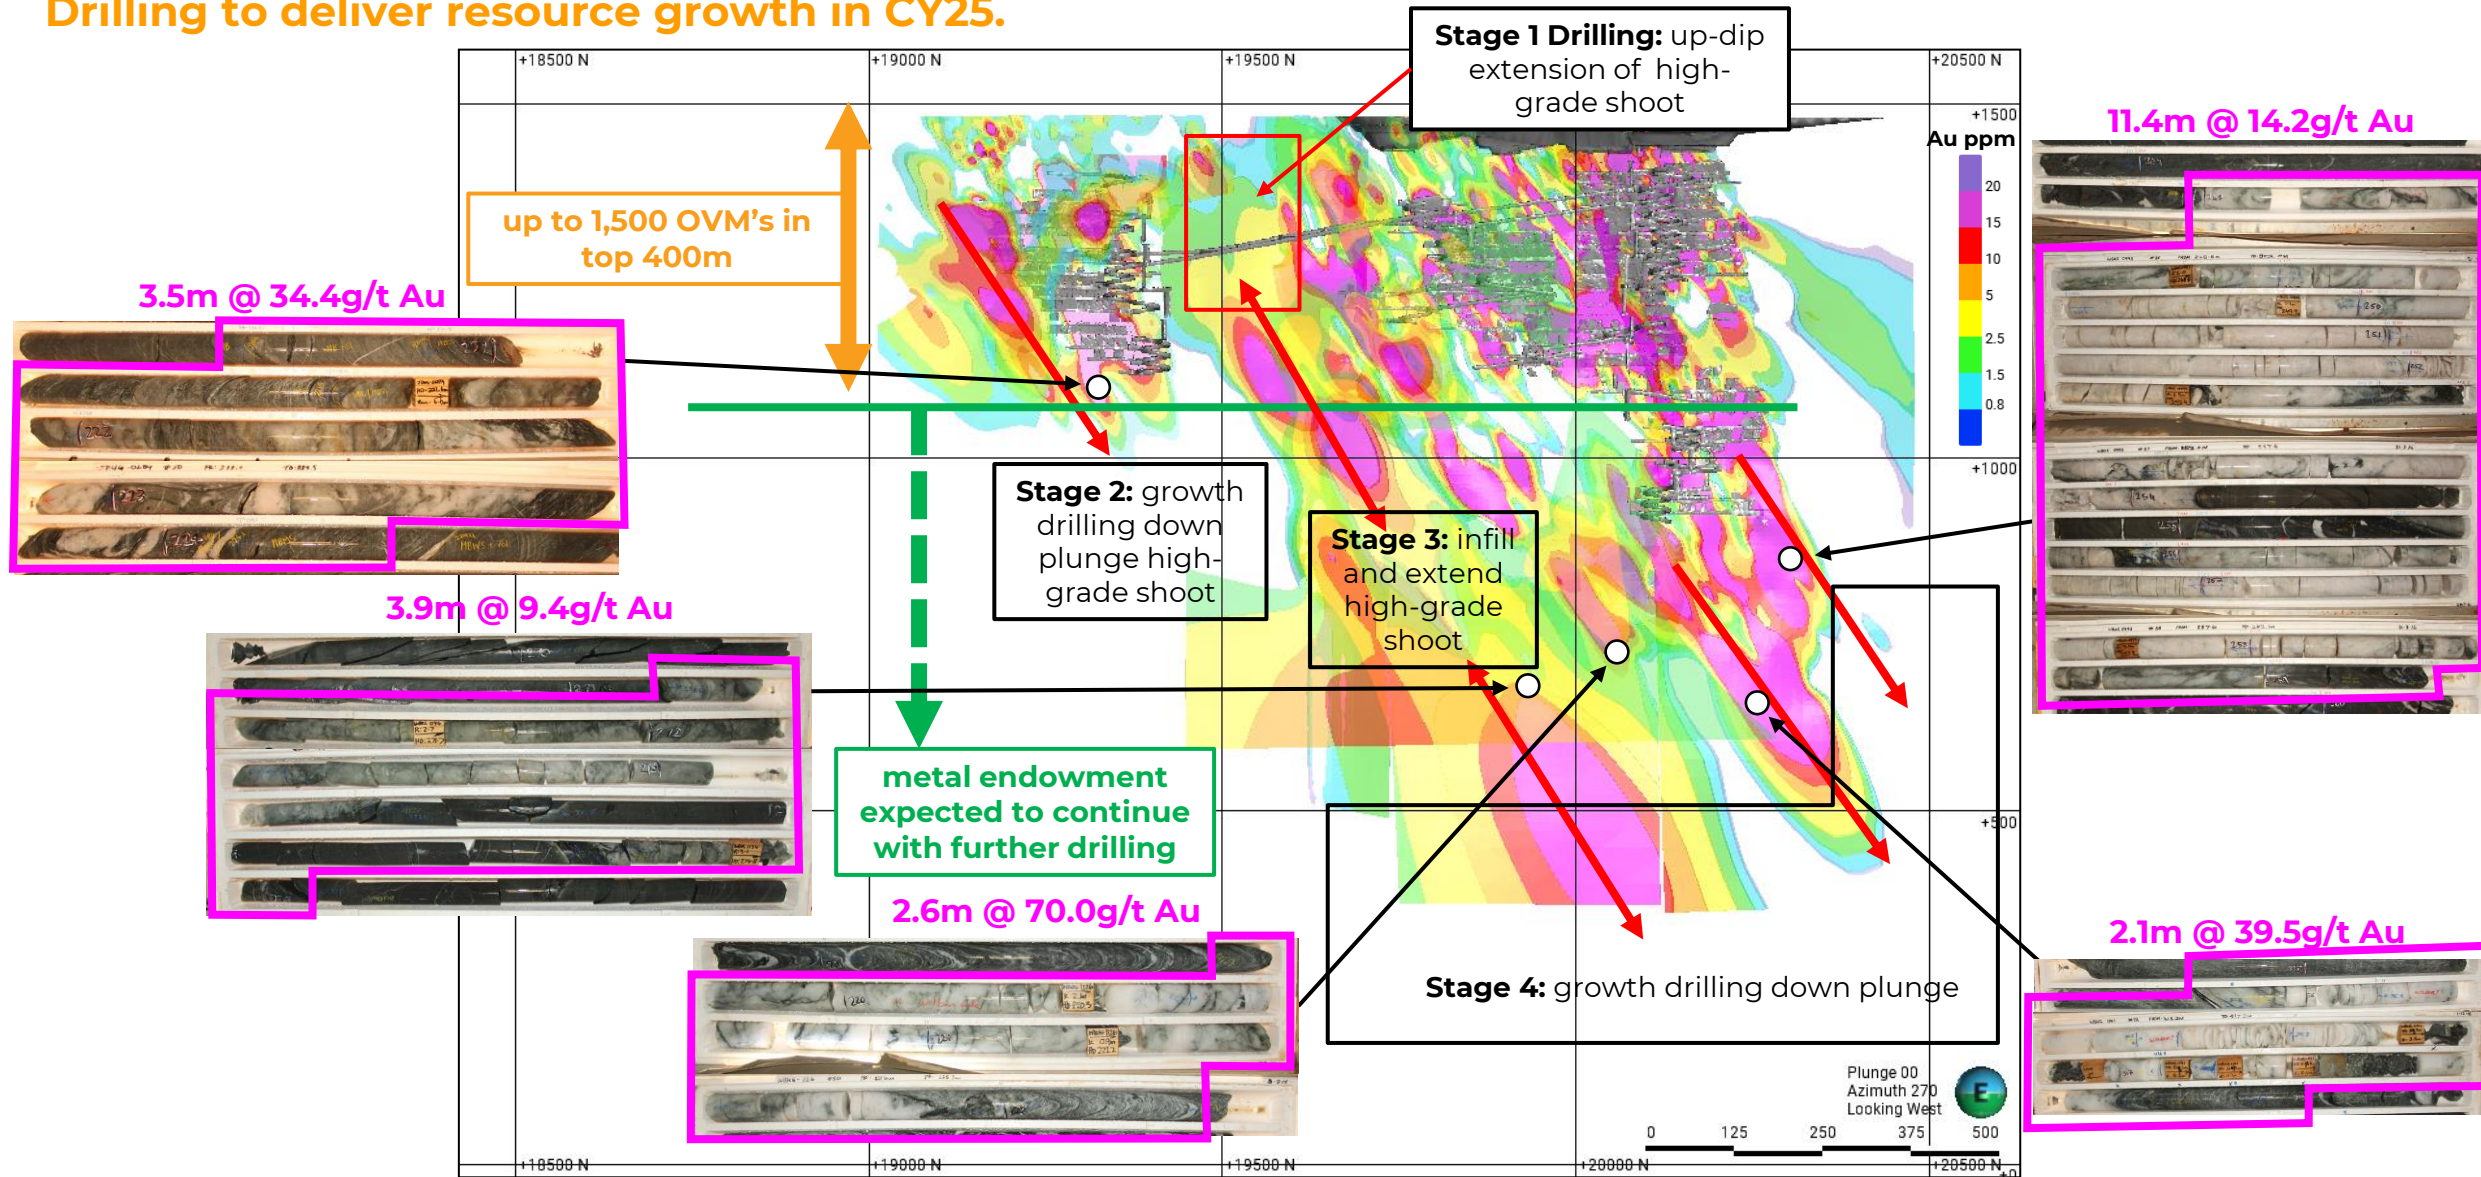 Drilling to deliver resource growth in CY25.
+18500 N
+19000 N
+19500 N
+20500 N
Stage 1 Drilling: up-dip
extension of high-
grade shoot
+1500
Au ppm
20
15
10
5
2.5
1.5
0.8
11.4m @ 14.2g/t Au
up to 1,500 OVM's in
top 400m
3.5m @ 34.4g/t Au
+1000
Stage 2: growth
drilling down
plunge high-
grade shoot
Stage 3: infill
and extend
high-grade
shoot
3.9m @ 9.4g/t Au
metal endowment
expected to continue
with further drilling
+500
2.6m @ 70.0g/t Au
2.1m @ 39.5g/t Au
Stage 4: growth drilling down plunge
Plunge 00
Azimuth 270
Looking West
E
0 125 250 375 500
+18500 N
+19000 N
+19500 N
+20000 N
+20500 N
+0